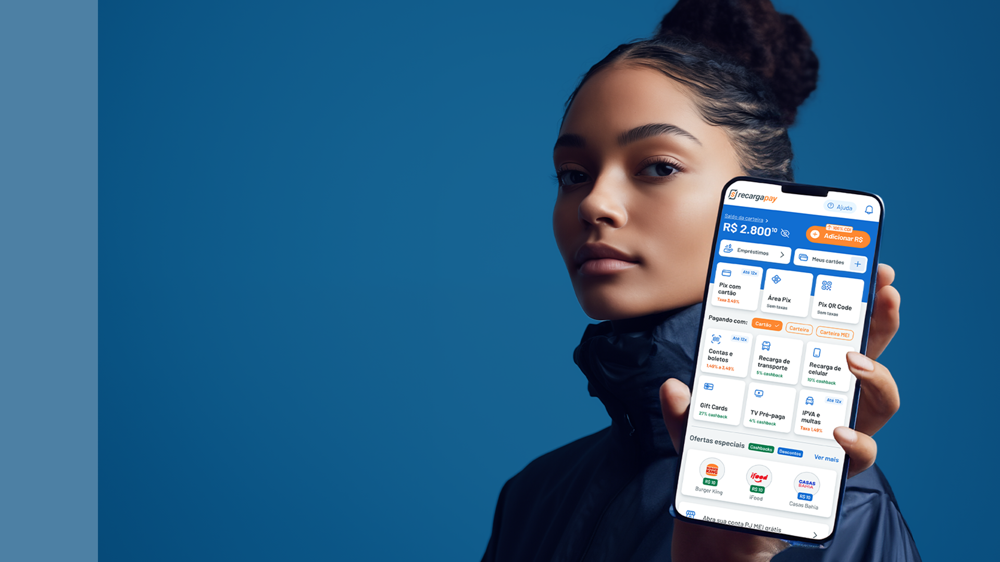 recargapay
Ajuda
Saldo da carteira >
R$ 2.800¹⁰
106% CDI
Adicionar R$
Empréstimos
Meus cartões
Até 12x
Pix com
cartão
Taxa 3,49%
Área Pix
Sem taxas
Pix QR Code
Sem taxas
Pagando com:
Cartão
Carteira
Carteira MEI
Até 12x
Contas e
boletos
1,49% a 3,49%
Recarga de
transporte
5% cashback
Recarga de
celular
10% cashback
Gift Cards
27% cashback
TV Pré-paga
4% cashback
Até 12x
IPVA e
multas
Taxa 1,49%
Ofertas especiais
Cashbacks
Descontos
Ver mais
BURGER
KING
R$ 10
Burger King
ifood
R$ 10
iFood
CASAS
BAHIA
R$ 10
Casas Bahia
Abra sua conta PJ MEI grátis